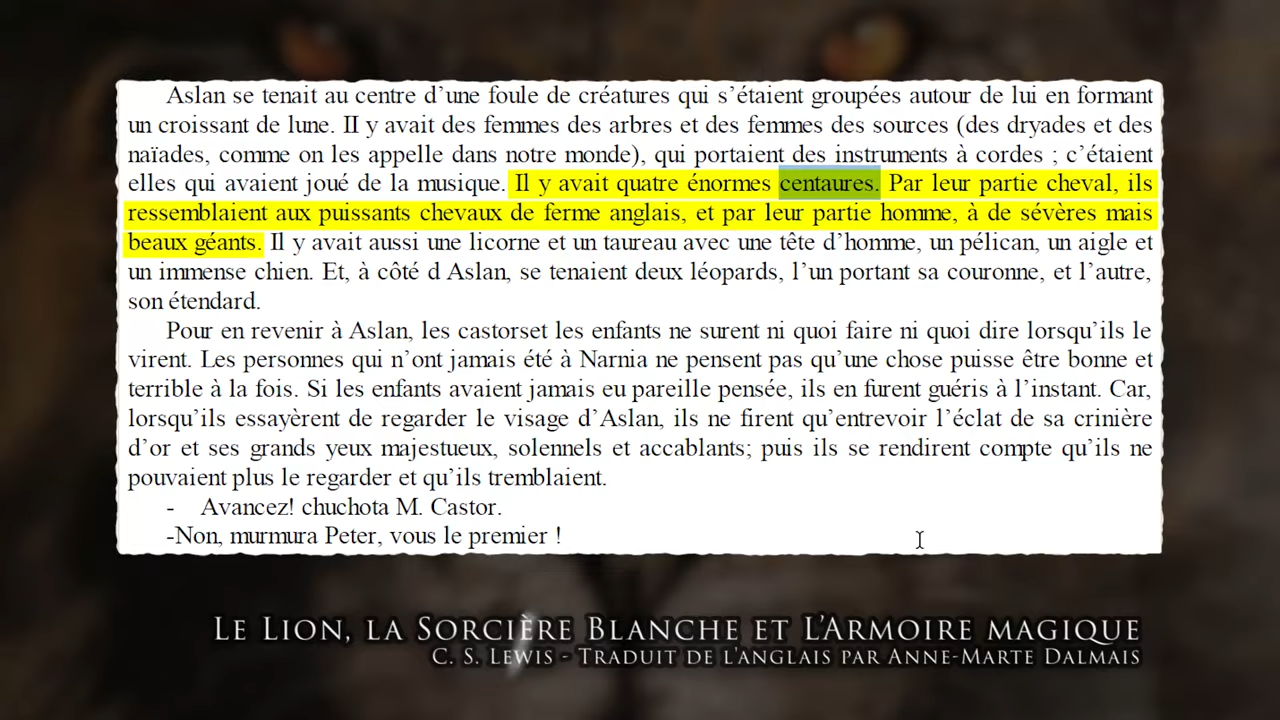 Aslan se tenait au centre d’une foule de créatures qui s’étaient groupées autour de lui en formant
un croissant de lune. II y avait des femmes des arbres et des femmes des sources (des dryades et des
naïades, comme on les appelle dans notre monde), qui portaient des instruments à cordes ; c’étaient
elles qui avaient joué de la musique. Il y avait quatre énormes centaures. Par leur partie cheval, ils
ressemblaient aux puissants chevaux de ferme anglais, et par leur partie homme, à de sévères mais
beaux géants. Il y avait aussi une licorne et un taureau avec une tête d’homme, un pélican, un aigle et
un immense chien. Et, à côté d Aslan, se tenaient deux léopards, l’un portant sa couronne, et l’autre,
son étendard.
Pour en revenir à Aslan, les castorset les enfants ne surent ni quoi faire ni quoi dire lorsqu’ils le
virent. Les personnes qui n’ont jamais été à Narnia ne pensent pas qu’une chose puisse être bonne et
terrible à la fois. Si les enfants avaient jamais eu pareille pensée, ils en furent guéris à l’instant. Car,
lorsqu’ils essayèrent de regarder le visage d’Aslan, ils ne firent qu’entrevoir l’éclat de sa crinière
d’or et ses grands yeux majestueux, solennels et accablants; puis ils se rendirent compte qu’ils ne
pouvaient plus le regarder et qu’ils tremblaient.
- Avancez! chuchota M. Castor.
-Non, murmura Peter, vous le premier !
Le Lion, la Sorcière Blanche et L'Armoire magique
C. S. Lewis - Traduit de l'anglais par Anne-Marte Dalmais